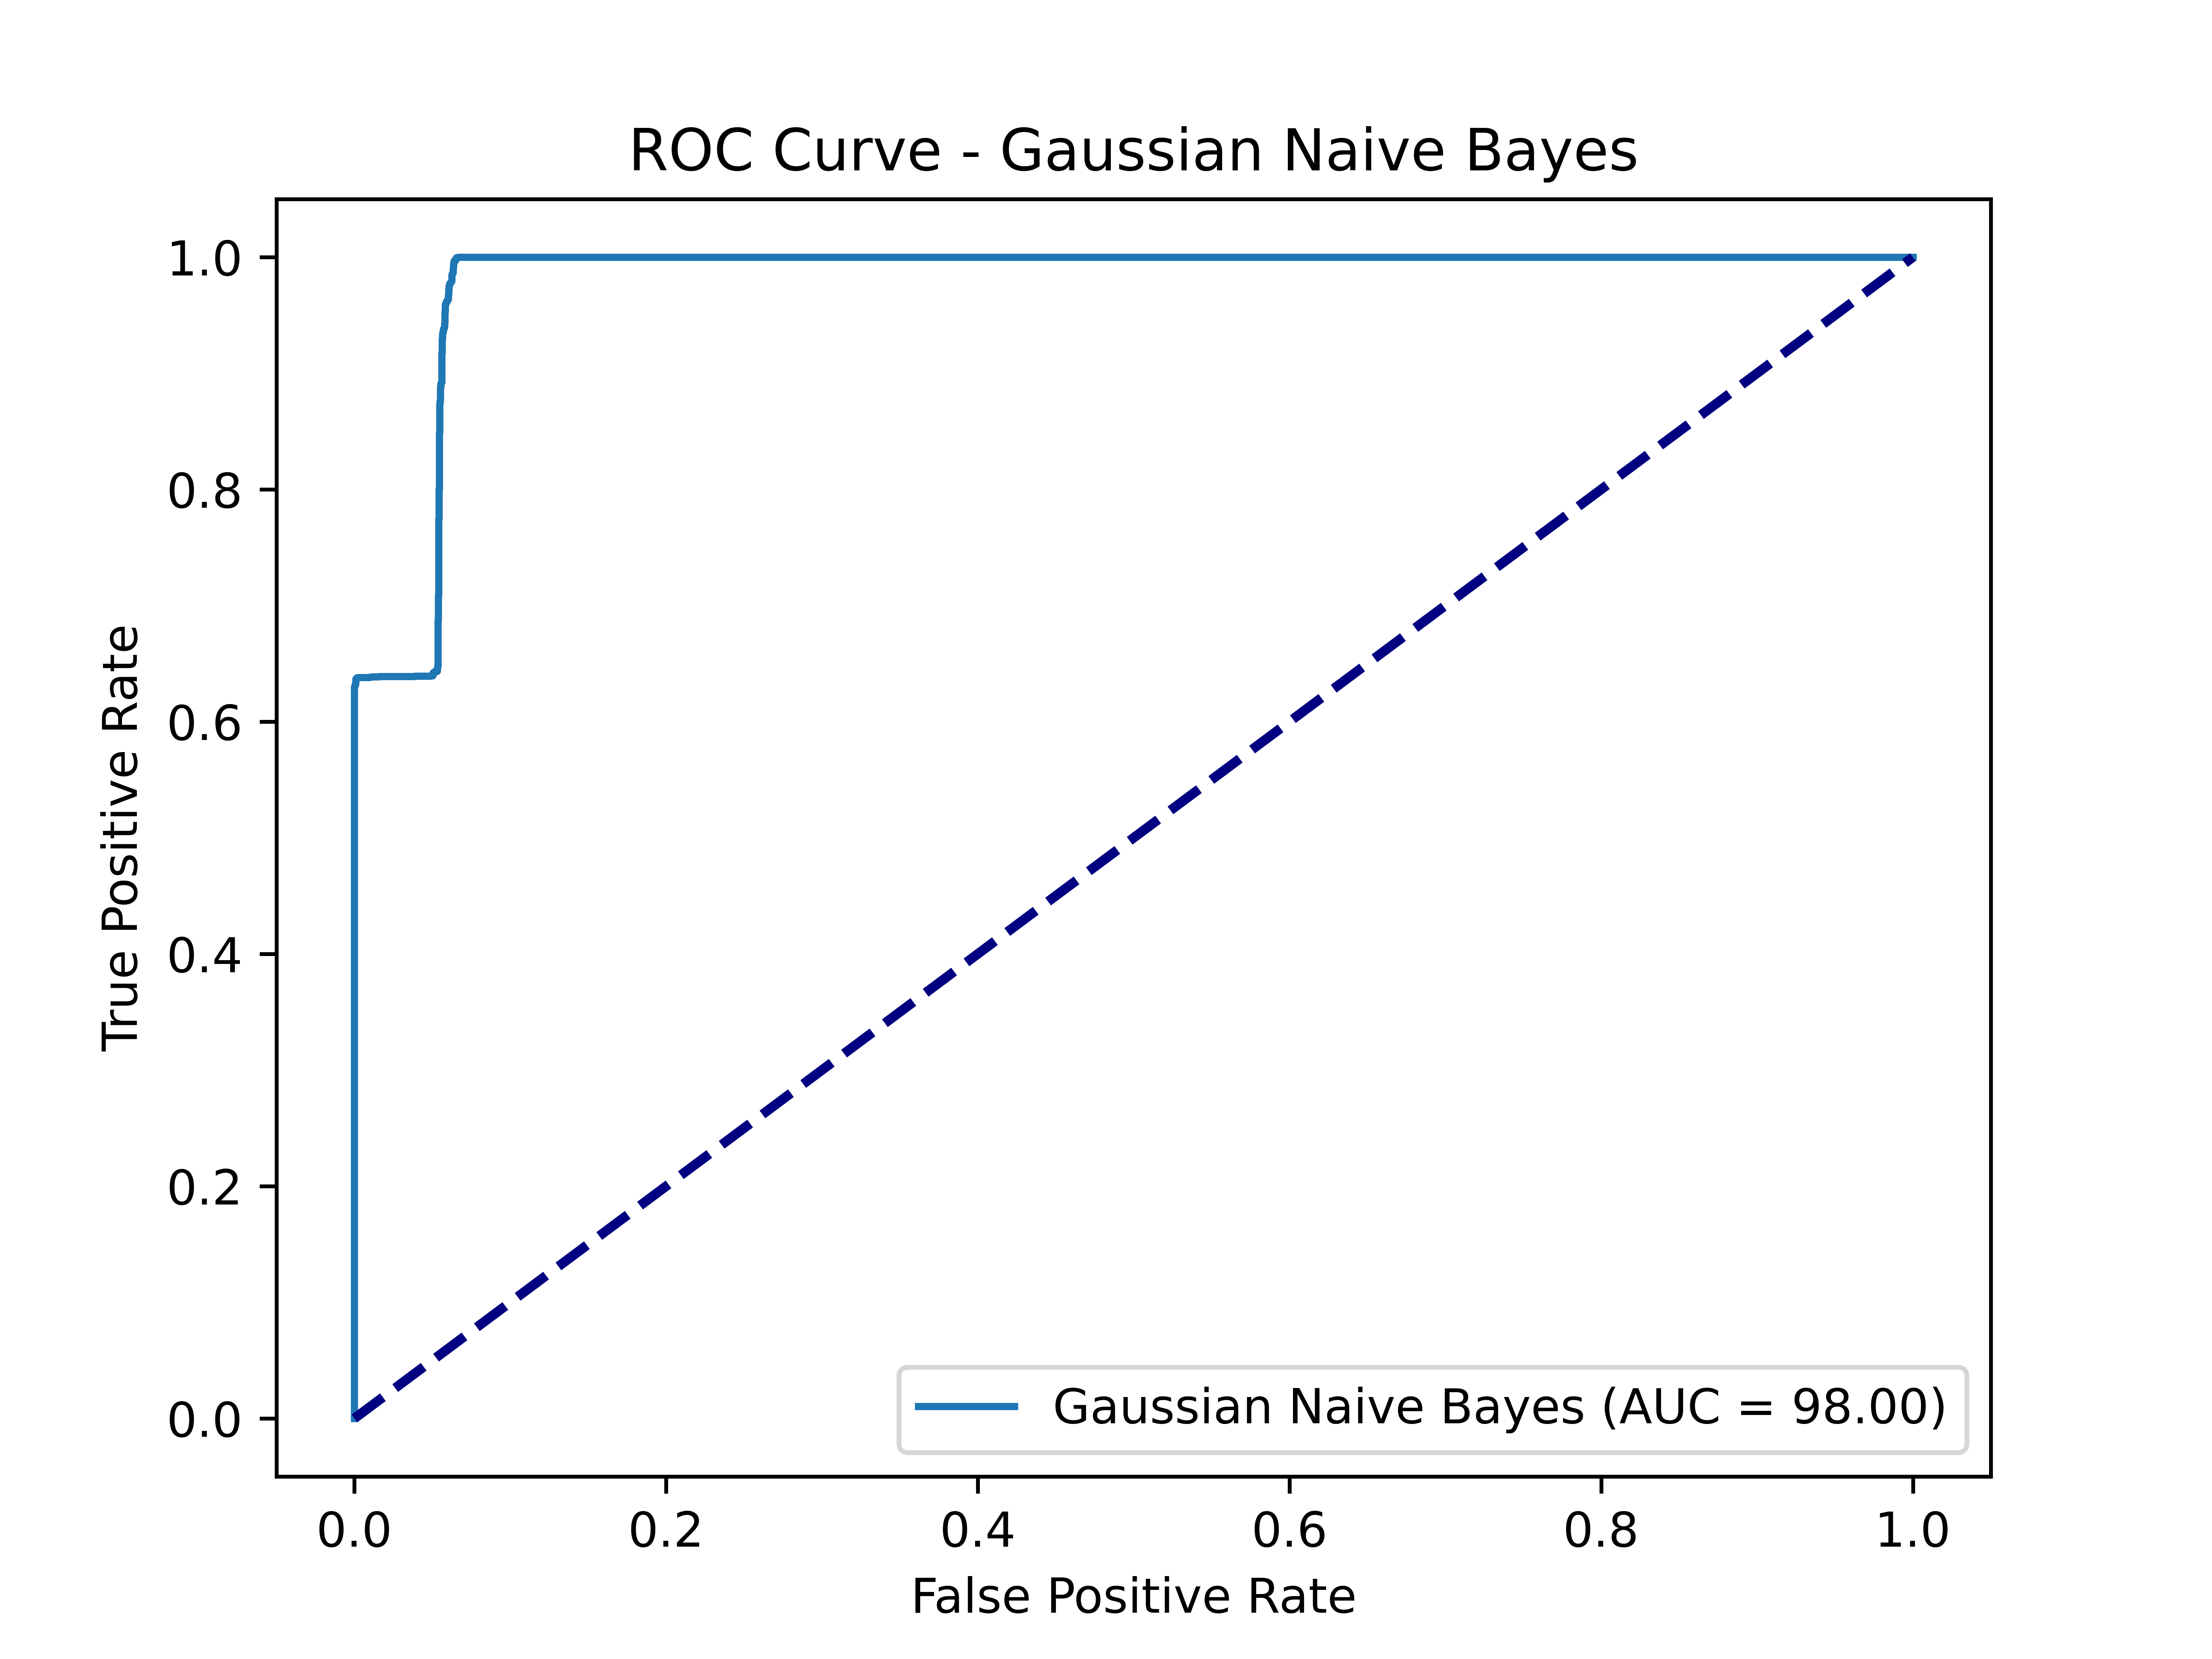 ROC Curve - Gaussian Naive Bayes
True Positive Rate
1.0
0.8
0.6
0.4
0.2
0.0
Gaussian Naive Bayes (AUC = 98.00)
0.0 0.2 0.4 0.6 0.8 1.0
False Positive Rate